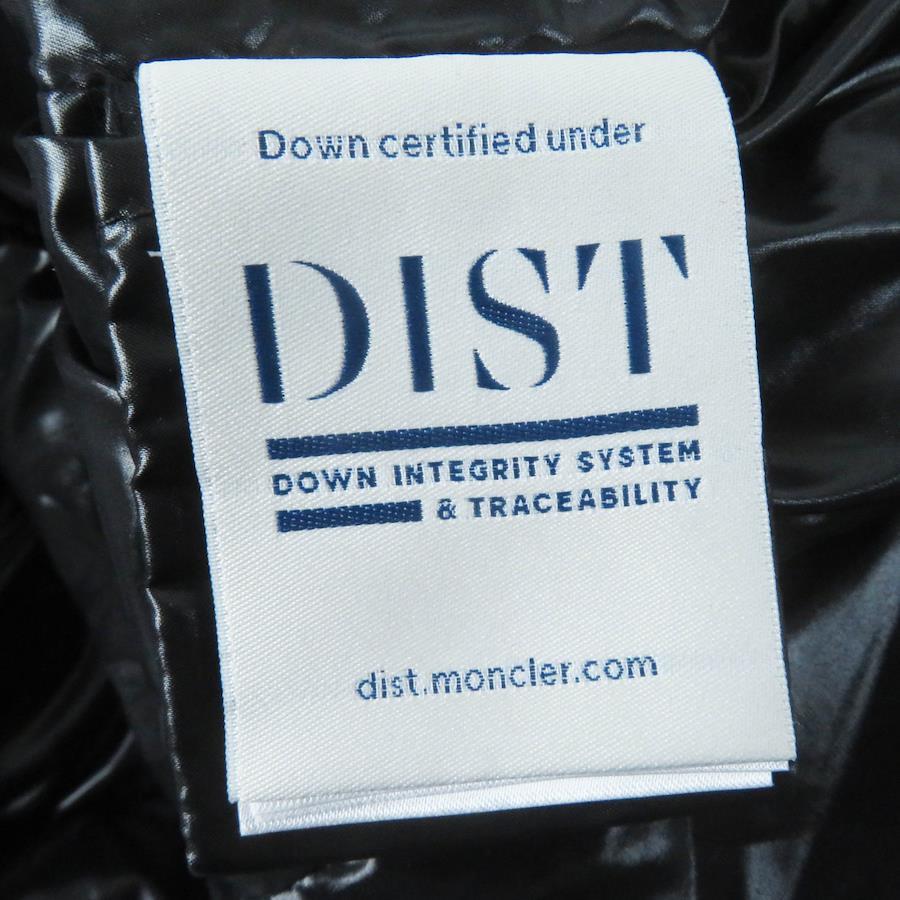 Down certified under
DIST
DOWN INTEGRITY SYSTEM
& TRACEABILITY
dist.moncler.com